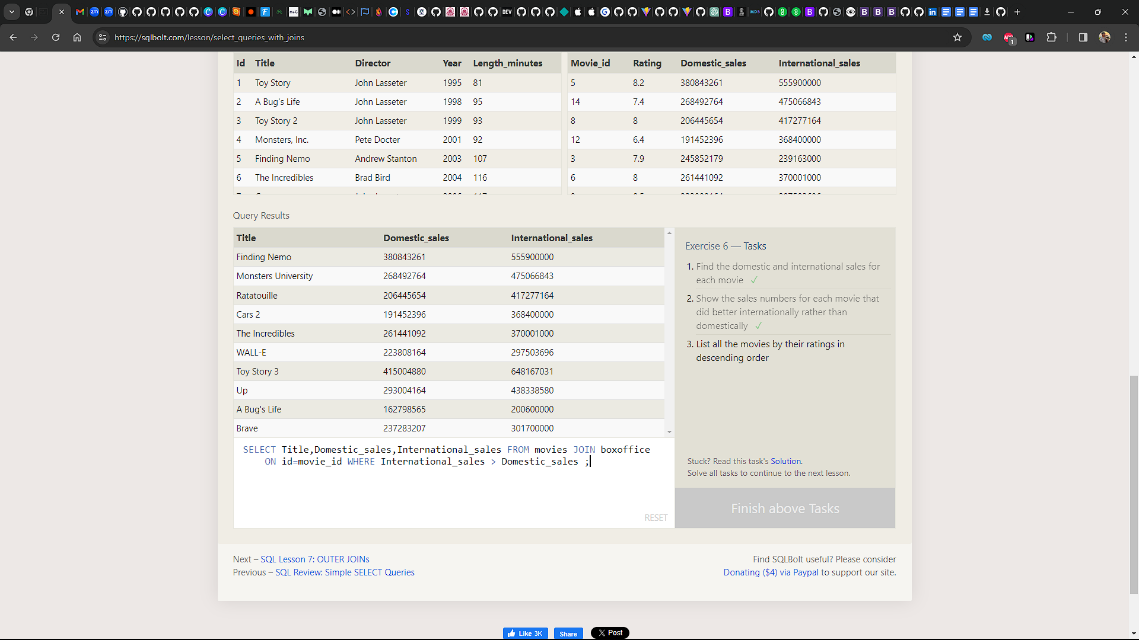 https://sqlbolt.com/lesson/select_queries_with_joins
Id Title Director Year Length_minutes
1 Toy Story John Lasseter 1995 81
2 A Bug's Life John Lasseter 1998 95
3 Toy Story 2 John Lasseter 1999 93
4 Monsters, Inc. Pete Docter 2001 92
5 Finding Nemo Andrew Stanton 2003 107
6 The Incredibles Brad Bird 2004 116
Movie_id Rating Domestic_sales International_sales
5 8.2 380843261 555900000
14 7.4 268492764 475066843
8 8 206445654 417277164
12 6.4 191452396 368400000
3 7.9 245852179 239163000
6 8 261441092 370001000
Query Results
Title Domestic_sales International_sales
Finding Nemo 380843261 555900000
Monsters University 268492764 475066843
Ratatouille 206445654 417277164
Cars 2 191452396 368400000
The Incredibles 261441092 370001000
WALL-E 223808164 297503696
Toy Story 3 415004880 648167031
Up 293004164 438338580
A Bug's Life 162798565 200600000
Brave 237283207 301700000
Exercise 6 — Tasks
1. Find the domestic and international sales for
each movie ✓
2. Show the sales numbers for each movie that
did better internationally rather than
domestically ✓
3. List all the movies by their ratings in
descending order
SELECT Title,Domestic_sales,International_sales FROM movies JOIN boxoffice
ON id=movie_id WHERE International_sales > Domestic_sales ;
RESET
Stuck? Read this task's Solution.
Solve all tasks to continue to the next lesson.
Finish above Tasks
Next – SQL Lesson 7: OUTER JOINs
Previous – SQL Review: Simple SELECT Queries
Find SQLBolt useful? Please consider
Donating ($4) via Paypal to support our site.
Like 3K
Share
X Post